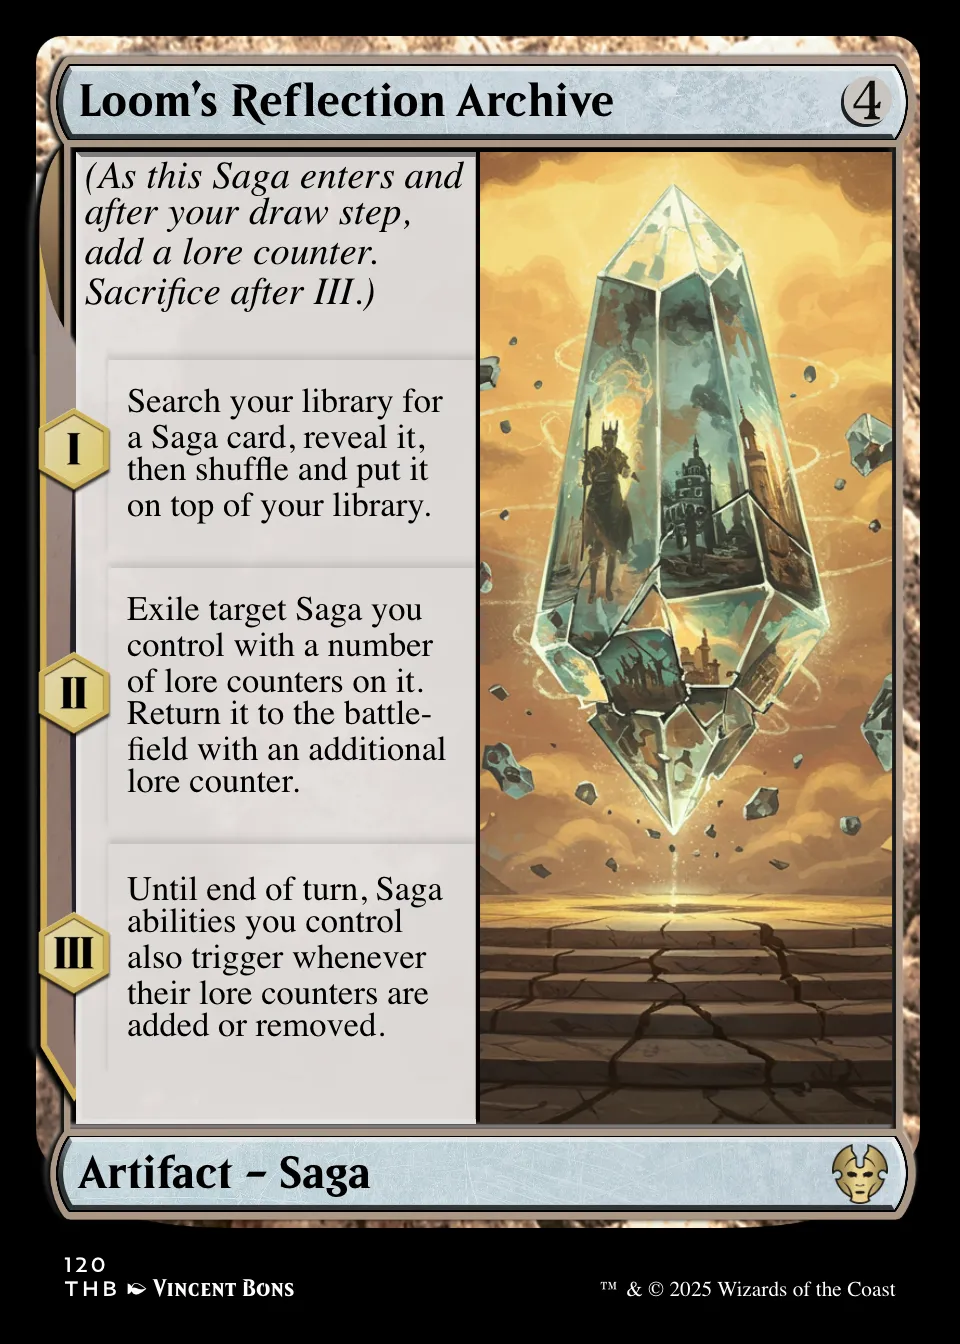 Loom's Reflection Archive
4
(As this Saga enters and
after your draw step,
add a lore counter.
Sacrifice after III.)
I
Search your library for
a Saga card, reveal it,
then shuffle and put it
on top of your library.
II
Exile target Saga you
control with a number
of lore counters on it.
Return it to the battle-
field with an additional
lore counter.
III
Until end of turn, Saga
abilities you control
also trigger whenever
their lore counters are
added or removed.
Artifact – Saga
120
THB Vincent Bons
™ & © 2025 Wizards of the Coast